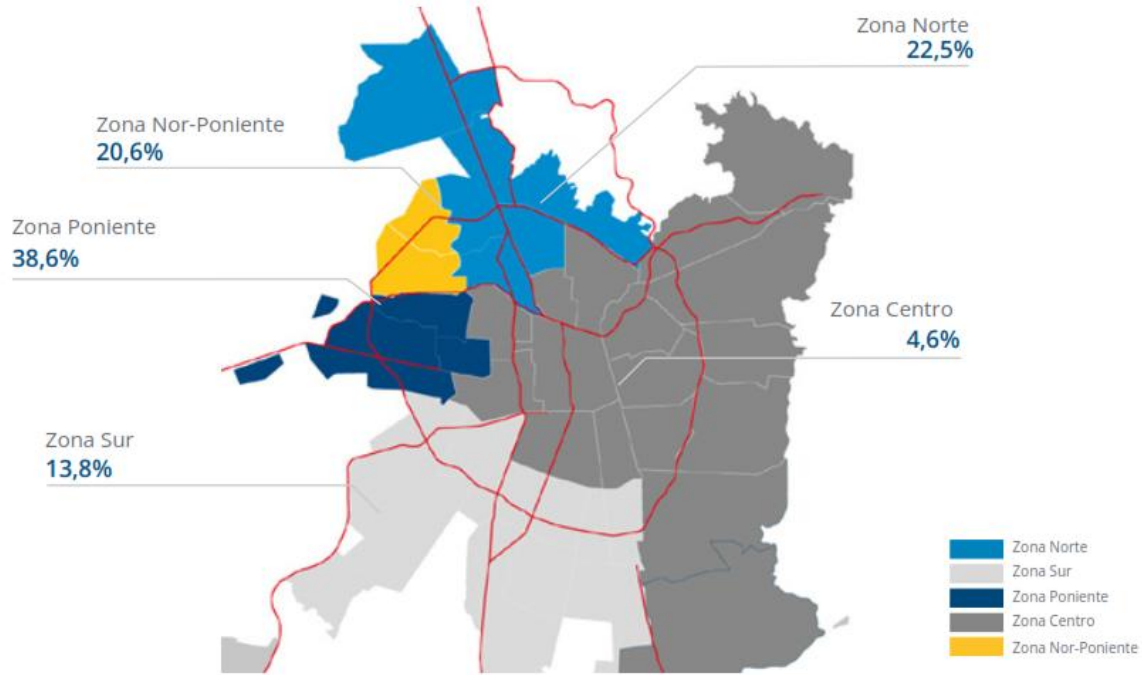 Zona Norte
22,5%
Zona Nor-Poniente
20,6%
Zona Poniente
38,6%
Zona Centro
4,6%
Zona Sur
13,8%
Zona Norte
Zona Sur
Zona Poniente
Zona Centro
Zona Nor-Poniente